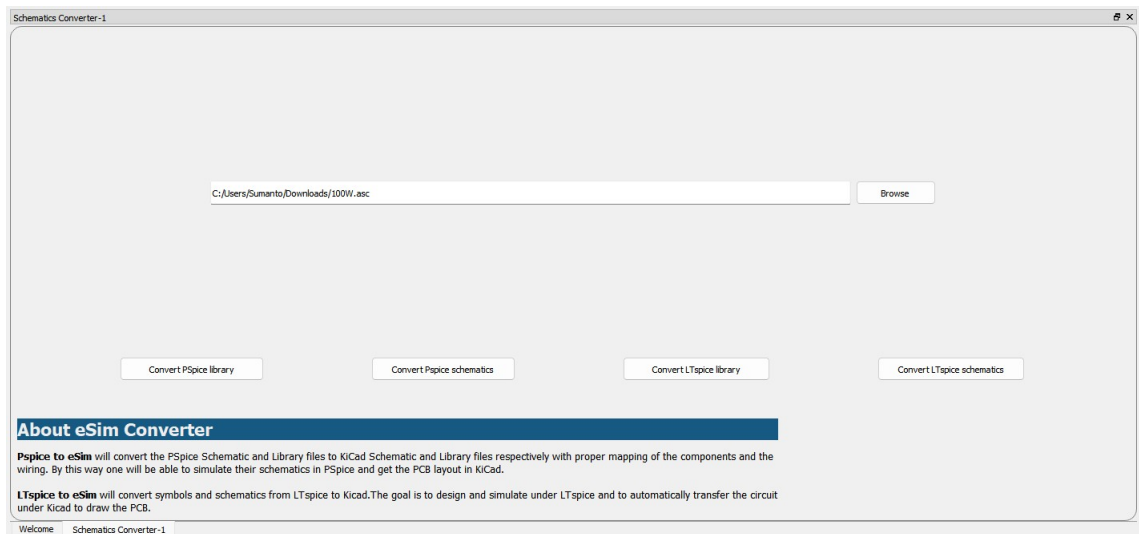 Schematics Converter-1
C:/Users/Sumanto/Downloads/100W.asc
Browse
Convert PSpice library
Convert Pspice schematics
Convert LTspice library
Convert LTspice schematics
About eSim Converter
Pspice to eSim will convert the PSpice Schematic and Library files to KiCad Schematic and Library files respectively with proper mapping of the components and the
wiring. By this way one will be able to simulate their schematics in PSpice and get the PCB layout in KiCad.
LTspice to eSim will convert symbols and schematics from LTspice to Kicad.The goal is to design and simulate under LTspice and to automatically transfer the circuit
under Kicad to draw the PCB.
Welcome
Schematics Converter-1